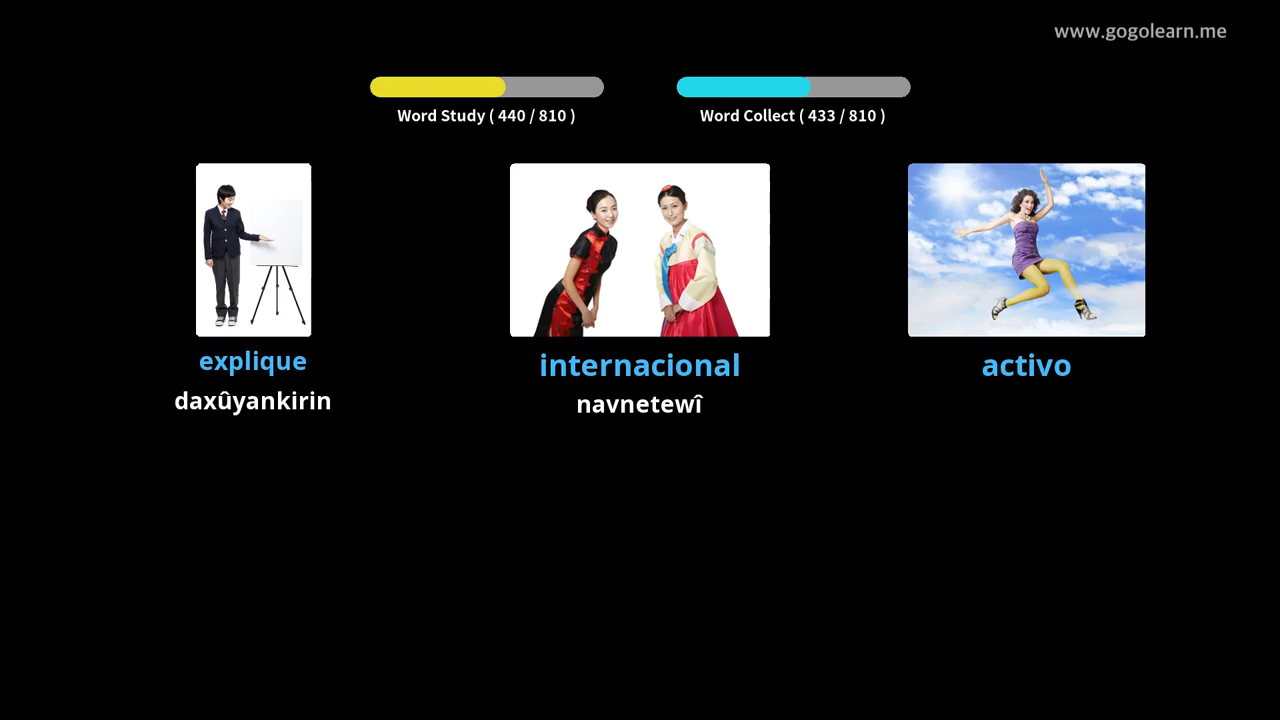 www.gogolearn.me
Word Study ( 440 / 810 )
Word Collect ( 433 / 810 )
explique
daxûyankirin
internacional
navnetewî
activo